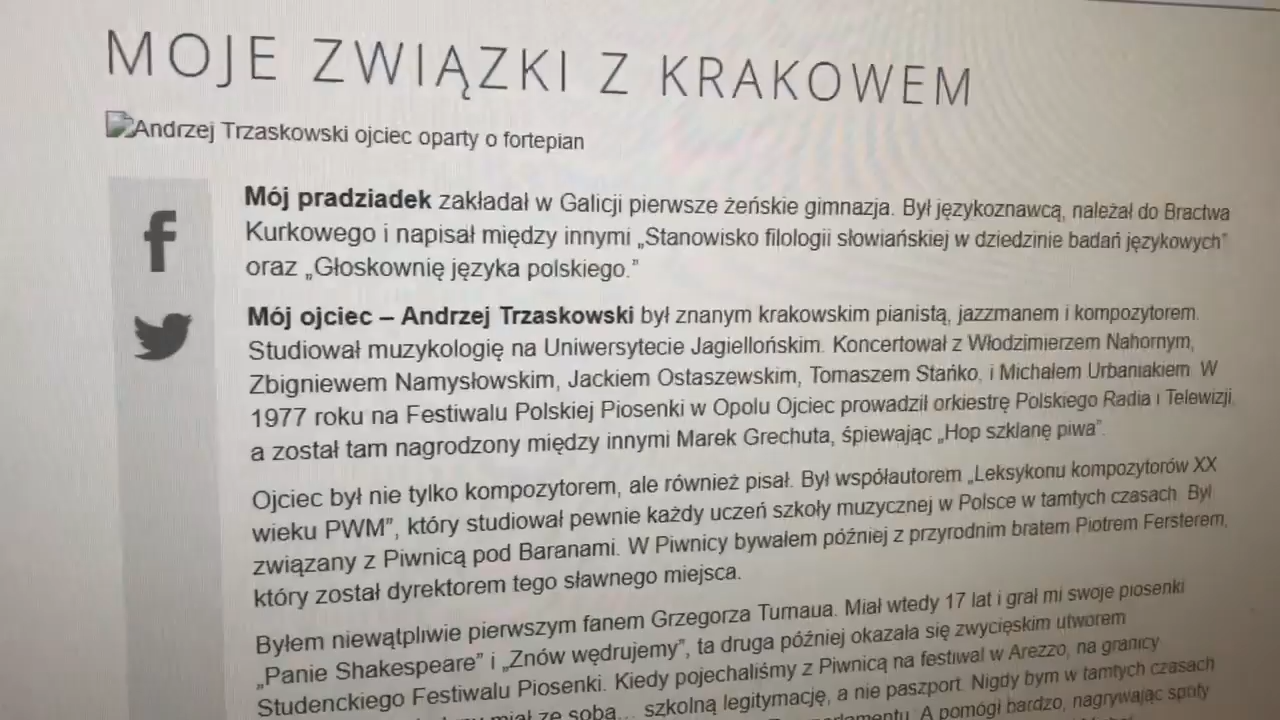 MOJE ZWIĄZKI Z KRAKOWEM
Andrzej Trzaskowski ojciec oparty o fortepian
Mój pradziadek zakładał w Galicji pierwsze żeńskie gimnazja. Był językoznawcą, należał do Bractwa
Kurkowego i napisał między innymi „Stanowisko filologii słowiańskiej w dziedzinie badań językowych”
oraz „Głoskownię języka polskiego.”
Mój ojciec – Andrzej Trzaskowski był znanym krakowskim pianistą, jazzmanem i kompozytorem.
Studiował muzykologię na Uniwersytecie Jagiellońskim. Koncertował z Włodzimierzem Nahornym,
Zbigniewem Namysłowskim, Jackiem Ostaszewskim, Tomaszem Stańko, i Michałem Urbaniakiem. W
1977 roku na Festiwalu Polskiej Piosenki w Opolu Ojciec prowadził orkiestrę Polskiego Radia i Telewizji,
a został tam nagrodzony między innymi Marek Grechuta, śpiewając „Hop szklanę piwa”.
Ojciec był nie tylko kompozytorem, ale również pisał. Był współautorem „Leksykonu kompozytorów XX
wieku PWM”, który studiował pewnie każdy uczeń szkoły muzycznej w Polsce w tamtych czasach. Był
związany z Piwnicą pod Baranami. W Piwnicy bywałem później z przyrodnim bratem Piotrem Fersterem,
który został dyrektorem tego sławnego miejsca.
Byłem niewątpliwie pierwszym fanem Grzegorza Turnaua. Miał wtedy 17 lat i grał mi swoje piosenki
„Panie Shakespeare” i „Znów wędrujemy”, ta druga później okazała się zwycięskim utworem
Studenckiego Festiwalu Piosenki. Kiedy pojechaliśmy z Piwnicą na festiwal w Arezzo, na granicy
miał ze sobą... szkolną legitymację, a nie paszport. Nigdy bym w tamtych czasach
A pomógł bardzo, nagrywając spoty